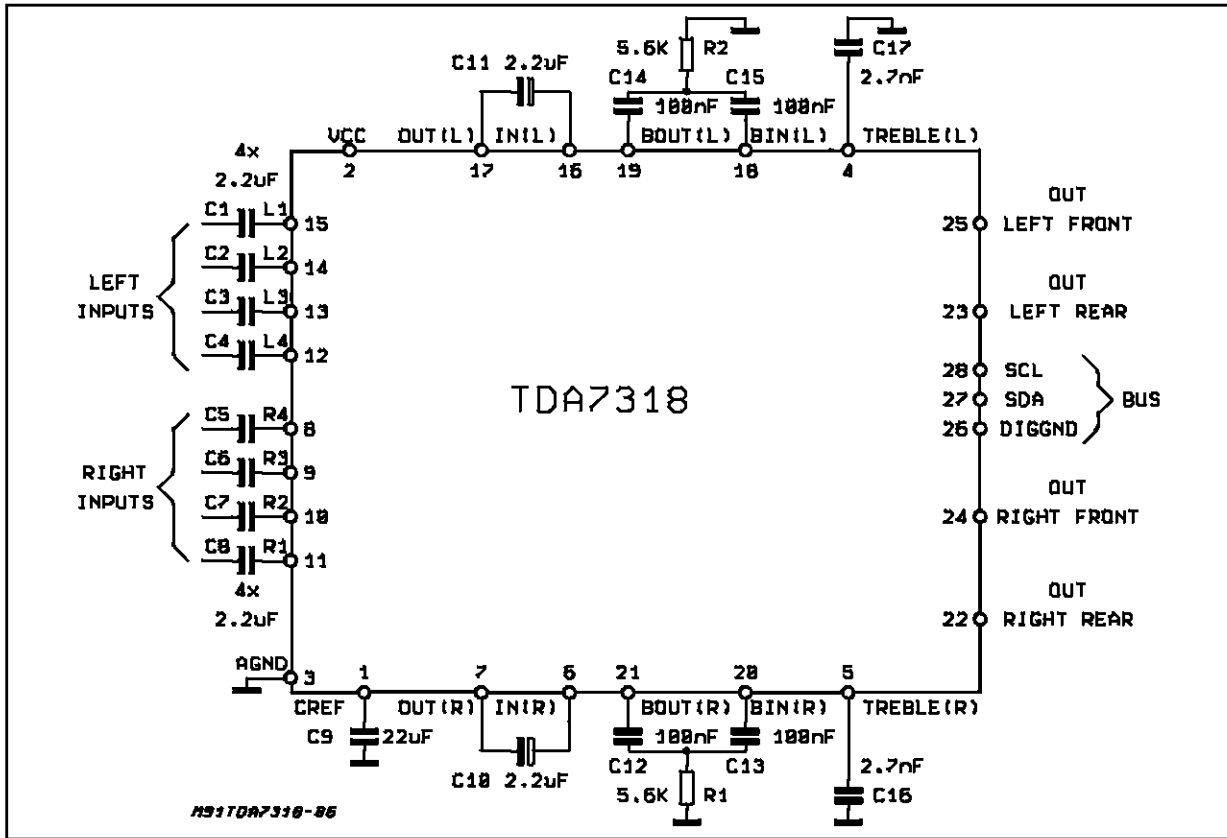 5.6K R2
C17
C11 2.2uF
C14 C15
2.7nF
100nF 100nF
VCC OUT(L) IN(L) BOUT(L) BIN(L) TREBLE(L)
4x
2.2uF
2 17 16 19 18 4
C1 L1 15
C2 L2 14
C3 L3 13
C4 L4 12
LEFT
INPUTS
C5 R4 8
C6 R3 9
C7 R2 10
C8 R1 11
RIGHT
INPUTS
4x
2.2uF
TDA7318
OUT
25 LEFT FRONT
OUT
23 LEFT REAR
28 SCL
27 SDA
26 DIGGND
BUS
OUT
24 RIGHT FRONT
OUT
22 RIGHT REAR
AGND 3
1 7 6 21 20 5
CREF OUT(R) IN(R) BOUT(R) BIN(R) TREBLE(R)
C9 22uF
100nF 100nF
C10 2.2uF
C12 C13
2.7nF
5.6K R1
C16
M91TDA7318-06